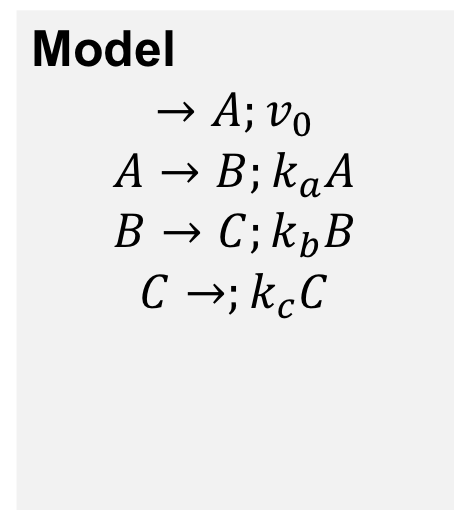 Model
→ A; v₀
A → B; kₐA
B → C; k_bB
C →; k_cC